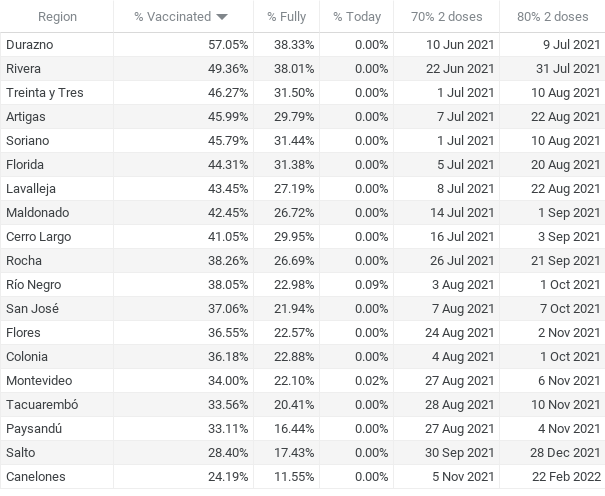 Region % Vaccinated % Fully % Today 70% 2 doses 80% 2 doses
Durazno 57.05% 38.33% 0.00% 10 Jun 2021 9 Jul 2021
Rivera 49.36% 38.01% 0.00% 22 Jun 2021 31 Jul 2021
Treinta y Tres 46.27% 31.50% 0.00% 1 Jul 2021 10 Aug 2021
Artigas 45.99% 29.79% 0.00% 7 Jul 2021 22 Aug 2021
Soriano 45.79% 31.44% 0.00% 1 Jul 2021 10 Aug 2021
Florida 44.31% 31.38% 0.00% 5 Jul 2021 20 Aug 2021
Lavalleja 43.45% 27.19% 0.00% 8 Jul 2021 22 Aug 2021
Maldonado 42.45% 26.72% 0.00% 14 Jul 2021 1 Sep 2021
Cerro Largo 41.05% 29.95% 0.00% 16 Jul 2021 3 Sep 2021
Rocha 38.26% 26.69% 0.00% 26 Jul 2021 21 Sep 2021
Río Negro 38.05% 22.98% 0.09% 3 Aug 2021 1 Oct 2021
San José 37.06% 21.94% 0.00% 7 Aug 2021 7 Oct 2021
Flores 36.55% 22.57% 0.00% 24 Aug 2021 2 Nov 2021
Colonia 36.18% 22.88% 0.00% 4 Aug 2021 1 Oct 2021
Montevideo 34.00% 22.10% 0.02% 27 Aug 2021 6 Nov 2021
Tacuarembó 33.56% 20.41% 0.00% 28 Aug 2021 10 Nov 2021
Paysandú 33.11% 16.44% 0.00% 27 Aug 2021 4 Nov 2021
Salto 28.40% 17.43% 0.00% 30 Sep 2021 28 Dec 2021
Canelones 24.19% 11.55% 0.00% 5 Nov 2021 22 Feb 2022